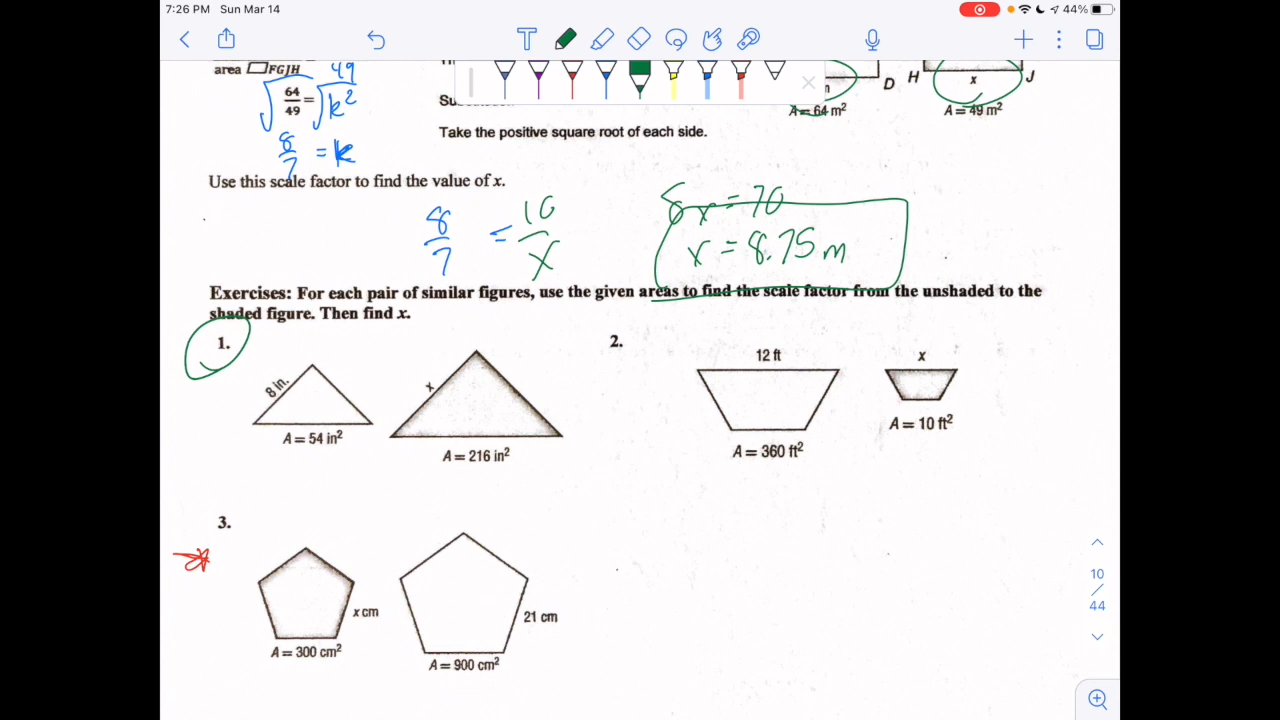 7:26 PM Sun Mar 14
44%
area ▱FGJH 49
√64/49 = √k²
8/7 = k
Su
D H x J
A = 64 m² A = 49 m²
Take the positive square root of each side.
Use this scale factor to find the value of x.
8/7 = 10/x
8x = 70
x = 8.75 m
Exercises: For each pair of similar figures, use the given areas to find the scale factor from the unshaded to the
shaded figure. Then find x.
1.
8 in.
A = 54 in²
x
A = 216 in²
2.
12 ft
A = 360 ft²
x
A = 10 ft²
3.
x cm
A = 300 cm²
21 cm
A = 900 cm²
10
/
44